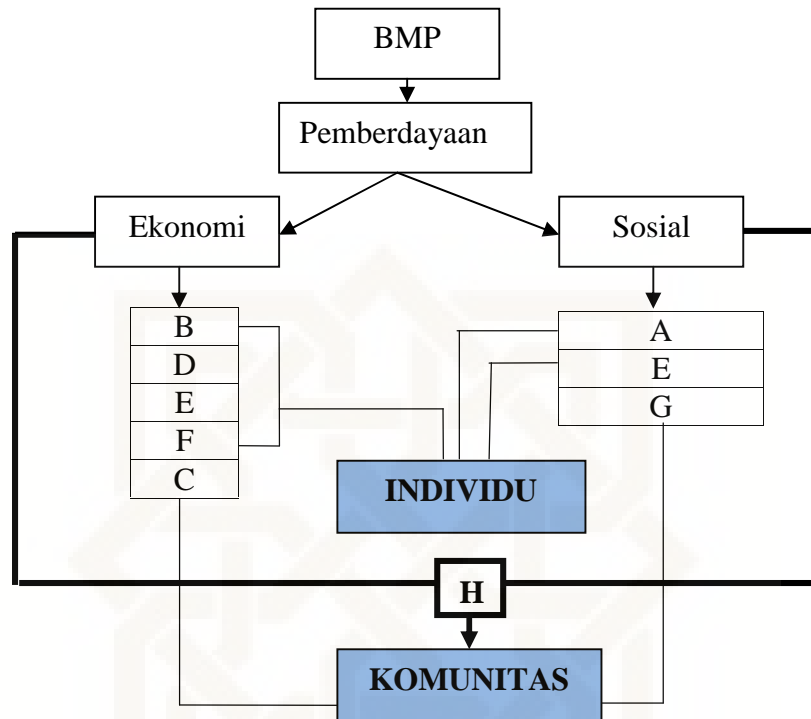 BMP
Pemberdayaan
Ekonomi
Sosial
B
D
E
F
C
A
E
G
INDIVIDU
H
KOMUNITAS